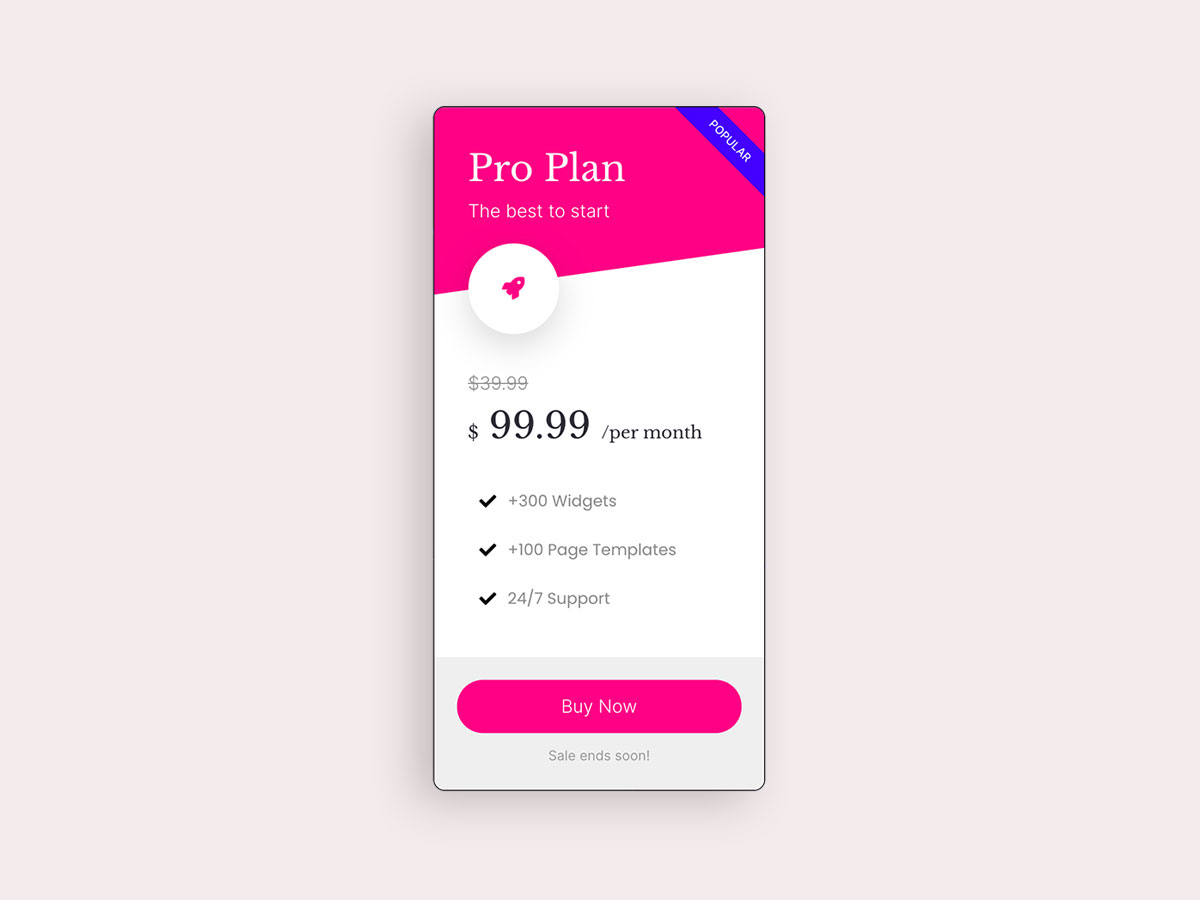 POPULAR
Pro Plan
The best to start
$39.99
$ 99.99 /per month
+300 Widgets
+100 Page Templates
24/7 Support
Buy Now
Sale ends soon!